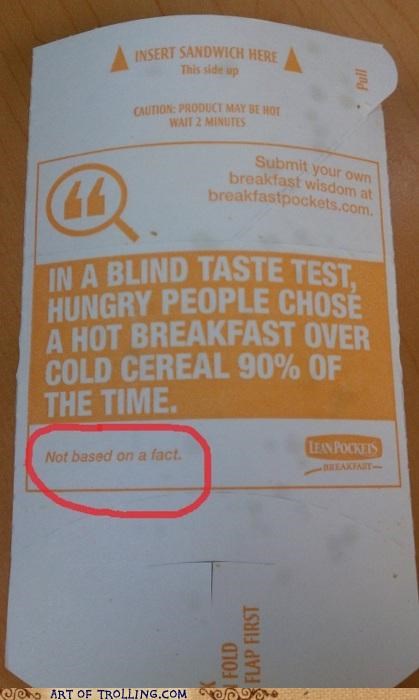 INSERT SANDWICH HERE
This side up
Pull
CAUTION: PRODUCT MAY BE HOT
WAIT 2 MINUTES
Submit your own
breakfast wisdom at
breakfastpockets.com.
IN A BLIND TASTE TEST,
HUNGRY PEOPLE CHOSE
A HOT BREAKFAST OVER
COLD CEREAL 90% OF
THE TIME.
Not based on a fact.
LEAN POCKETS
BREAKFAST
FOLD
FLAP FIRST
ART OF TROLLING.COM